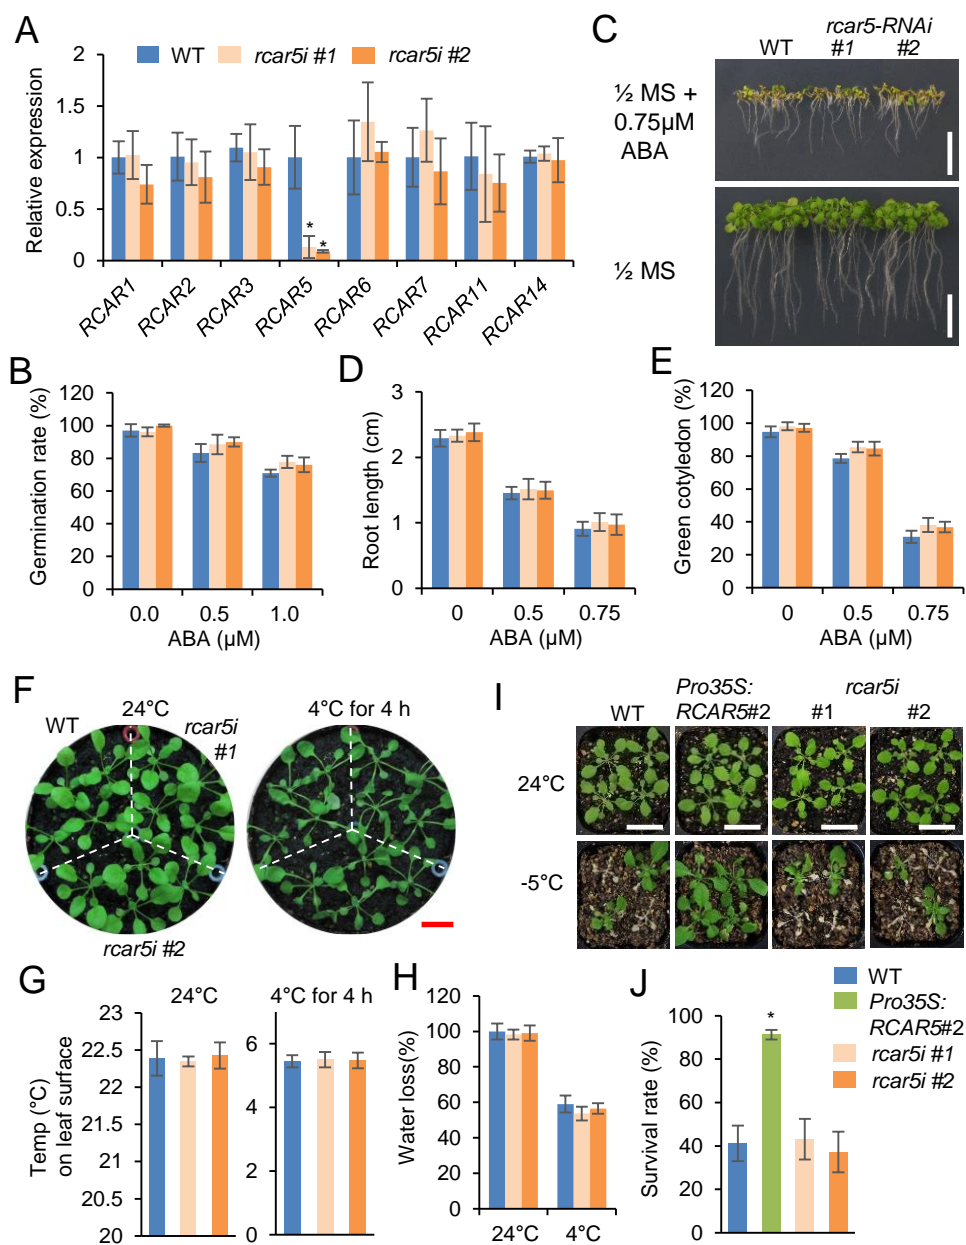 A
WT rcar5i #1 rcar5i #2
Relative expression
2
1.5
1
0.5
0
* *
RCAR1 RCAR2 RCAR3 RCAR5 RCAR6 RCAR7 RCAR11 RCAR14
C
rcar5-RNAi
WT #1 #2
½ MS +
0.75µM
ABA
½ MS
B
Germination rate (%)
120
100
80
60
40
20
0
0.0 0.5 1.0
ABA (µM)
D
Root length (cm)
3
2
1
0
0 0.5 0.75
ABA (µM)
E
Green cotyledon (%)
120
100
80
60
40
20
0
0 0.5 0.75
ABA (µM)
F
24°C 4°C for 4 h
WT rcar5i
#1
rcar5i #2
I
Pro35S: rcar5i
WT RCAR5#2 #1 #2
24°C
-5°C
G
24°C 4°C for 4 h
Temp (°C)
on leaf surface
23
22.5
22
21.5
21
20.5
20
6
4
2
0
H
Water loss(%)
120
100
80
60
40
20
0
24°C 4°C
J
Survival rate (%)
100
80
60
40
20
0
*
WT
Pro35S:
RCAR5#2
rcar5i #1
rcar5i #2